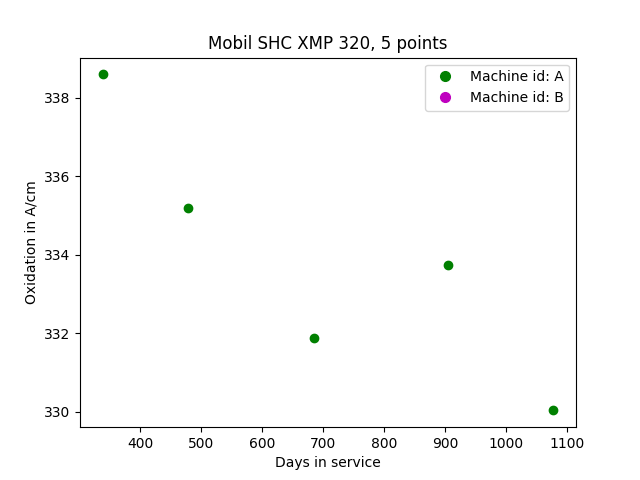 Mobil SHC XMP 320, 5 points
Machine id: A
Machine id: B
Oxidation in A/cm
338
336
334
332
330
400 500 600 700 800 900 1000 1100
Days in service